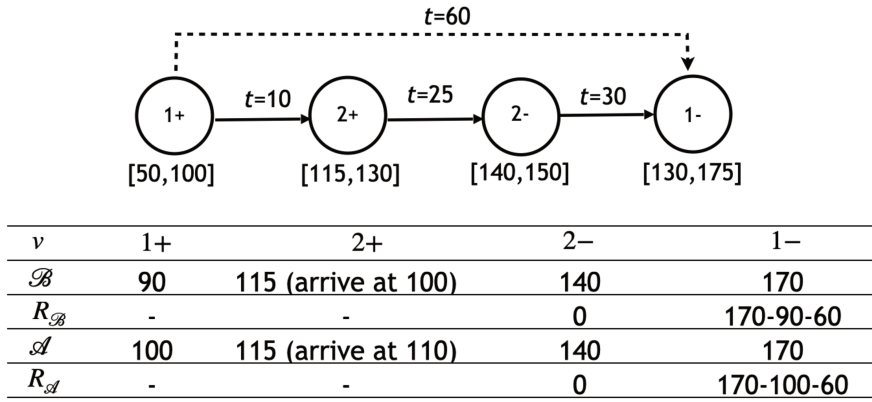 t=60
t=10 t=25 t=30
1+ 2+ 2- 1-
[50,100] [115,130] [140,150] [130,175]
v 1+ 2+ 2− 1−
ℬ 90 115 (arrive at 100) 140 170
R_ℬ - - 0 170-90-60
𝒜 100 115 (arrive at 110) 140 170
R_𝒜 - - 0 170-100-60